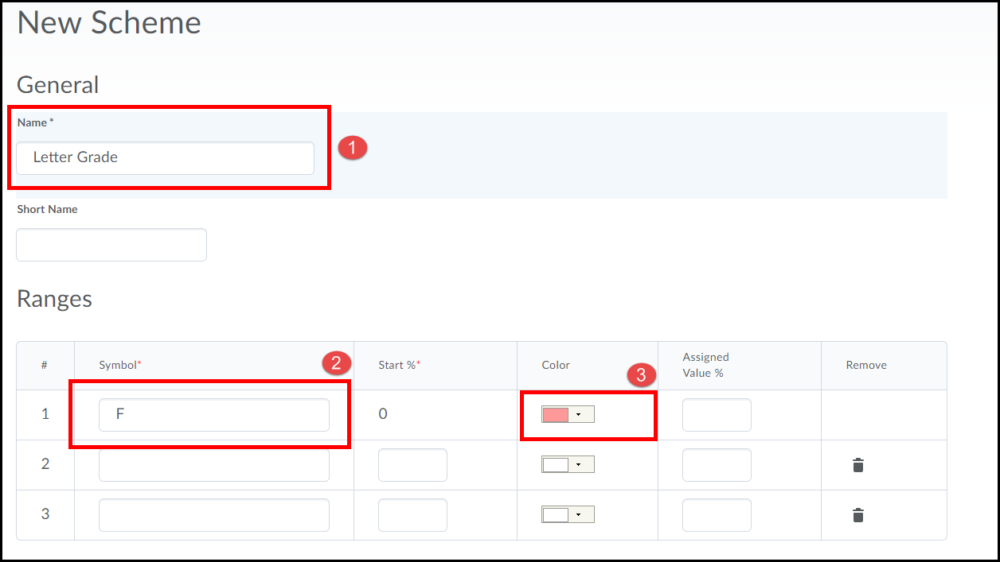 New Scheme
General
Name *
Letter Grade
1
Short Name
Ranges
# Symbol* 2 Start %* Color 3 Assigned Value % Remove
1 F 0
2
3